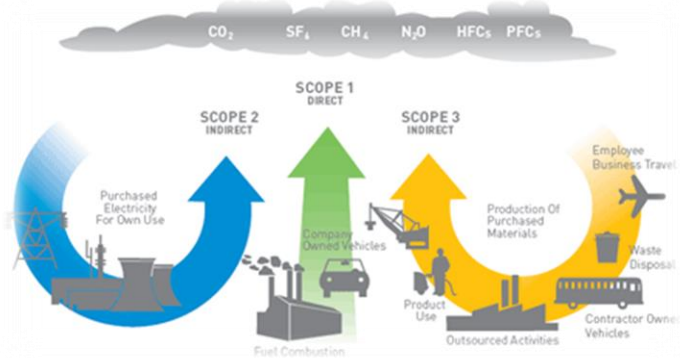 CO₂ SF₆ CH₄ N₂O HFCs PFCs
SCOPE 1
DIRECT
SCOPE 2
INDIRECT
SCOPE 3
INDIRECT
Employee
Business Travel
Purchased
Electricity
For Own Use
Production Of
Purchased
Materials
Company
Owned Vehicles
Waste
Disposal
Product
Use
Contractor Owne
Vehicles
Outsourced Activities
Fuel Combustion